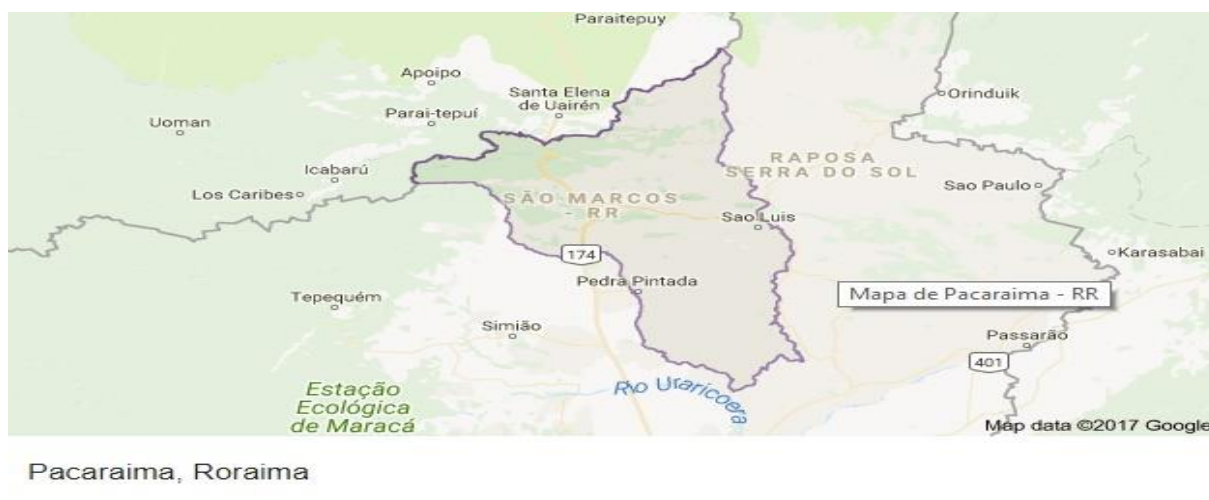 Paraitepuy
Apoipo
Santa Elena
de Uairén
Orinduik
Parai-tepuí
Uoman
RAPOSA
SERRA DO SOL
Icabarú
Sao Paulo
Los Caribes
SÃO MARCOS
- RR
Sao Luis
174
Karasabai
Pedra Pintada
Tepequém
Mapa de Pacaraima - RR
Simião
Passarão
401
Estação
Ecológica
de Maracá
Rio Uraricoera
Map data ©2017 Google
Pacaraima, Roraima